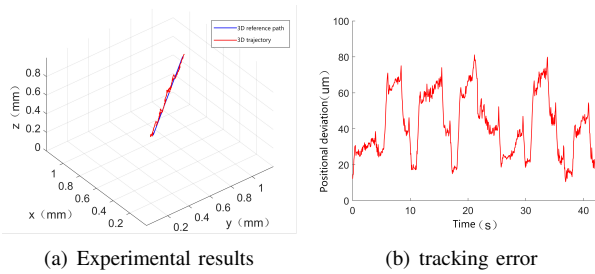 3D reference path
3D trajectory
z（mm）
0.8
0.6
0.4
0.2
0
1
0.8
0.6
0.4
0.2
x（mm）
0.2
0.4
0.6
0.8
1
y（mm）
(a) Experimental results
Positional deviation（um）
100
80
60
40
20
0
0
10
20
30
40
Time（s）
(b) tracking error